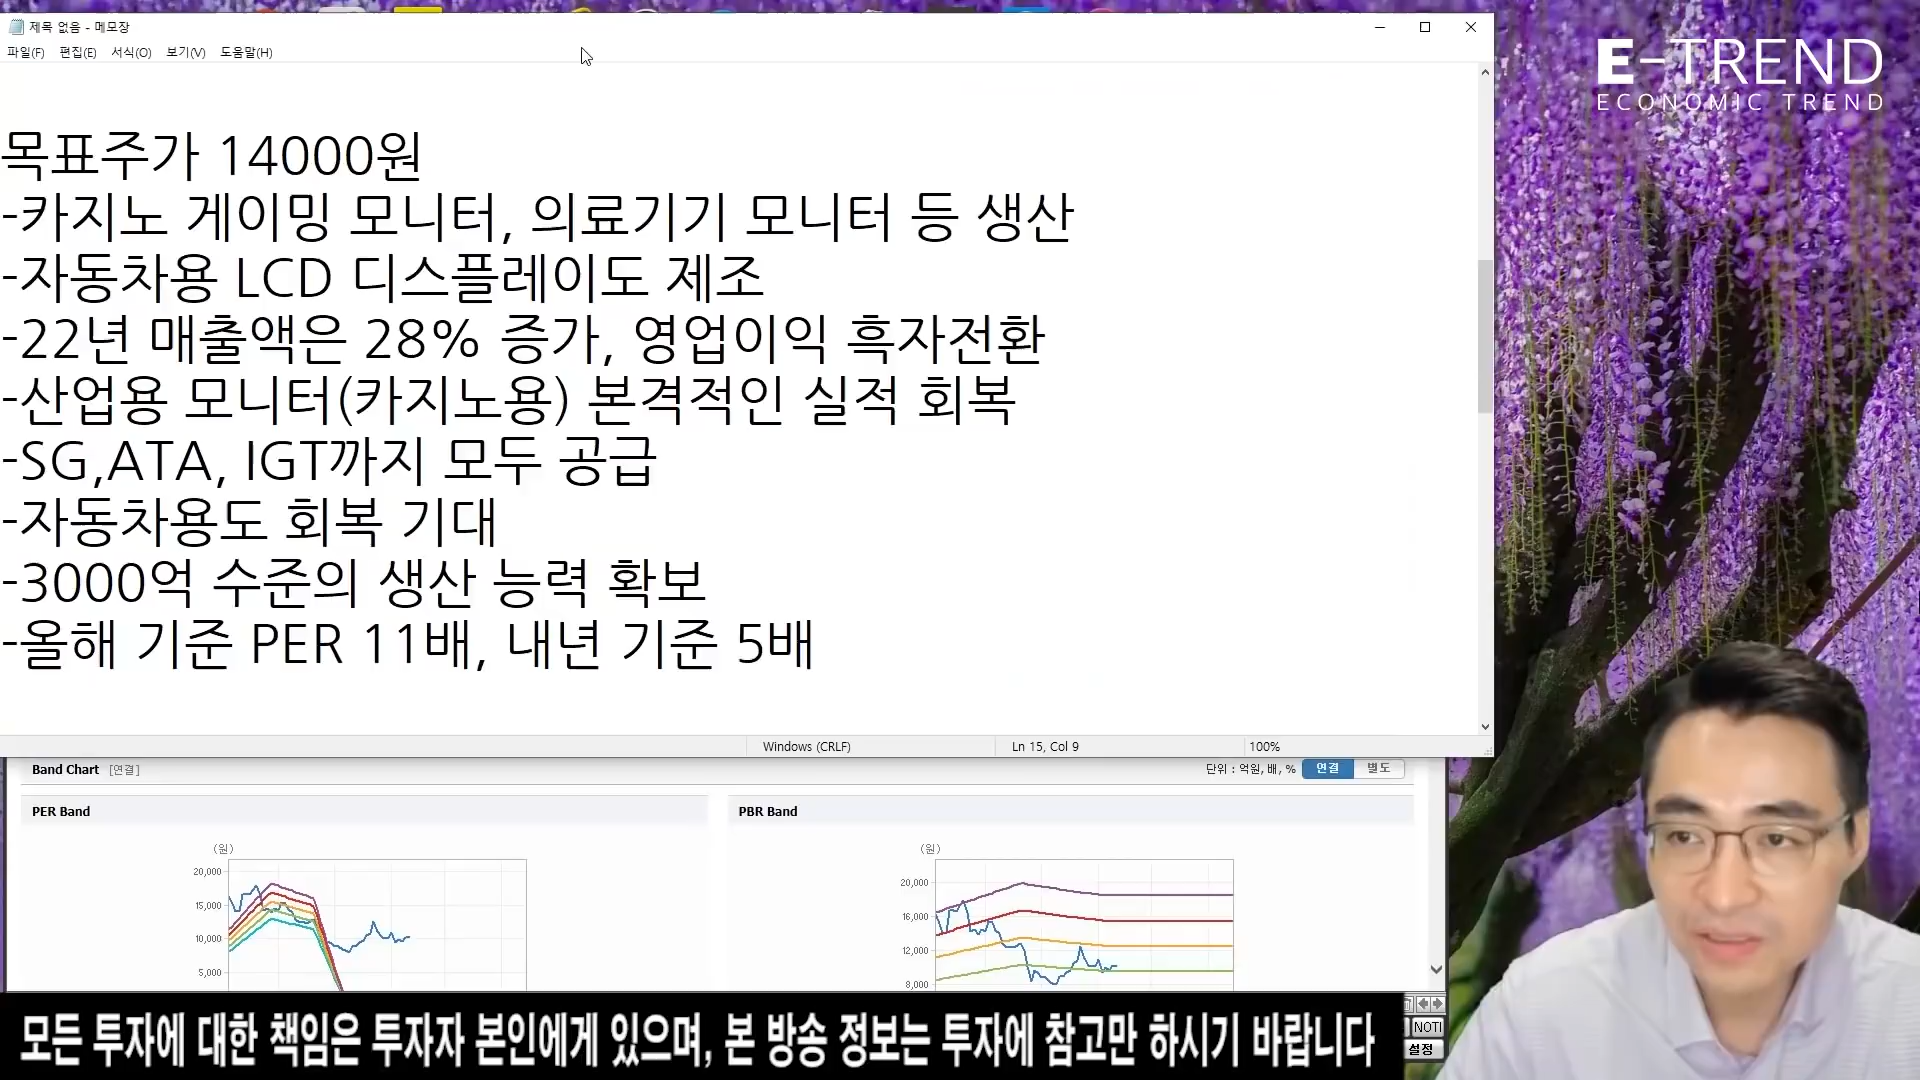 제목 없음 - 메모장
파일(F) 편집(E) 서식(O) 보기(V) 도움말(H)
E-TREND
ECONOMIC TREND
목표주가 14000원
-카지노 게이밍 모니터, 의료기기 모니터 등 생산
-자동차용 LCD 디스플레이도 제조
-22년 매출액은 28% 증가, 영업이익 흑자전환
-산업용 모니터(카지노용) 본격적인 실적 회복
-SG,ATA, IGT까지 모두 공급
-자동차용도 회복 기대
-3000억 수준의 생산 능력 확보
-올해 기준 PER 11배, 내년 기준 5배
Windows (CRLF) Ln 15, Col 9 100%
Band Chart [연결] 단위 : 억원, 배, % 연결 별도
PER Band PBR Band
(원) (원)
20,000
15,000
10,000
5,000
20,000
16,000
12,000
8,000
NOTI
설정
모든 투자에 대한 책임은 투자자 본인에게 있으며, 본 방송 정보는 투자에 참고만 하시기 바랍니다